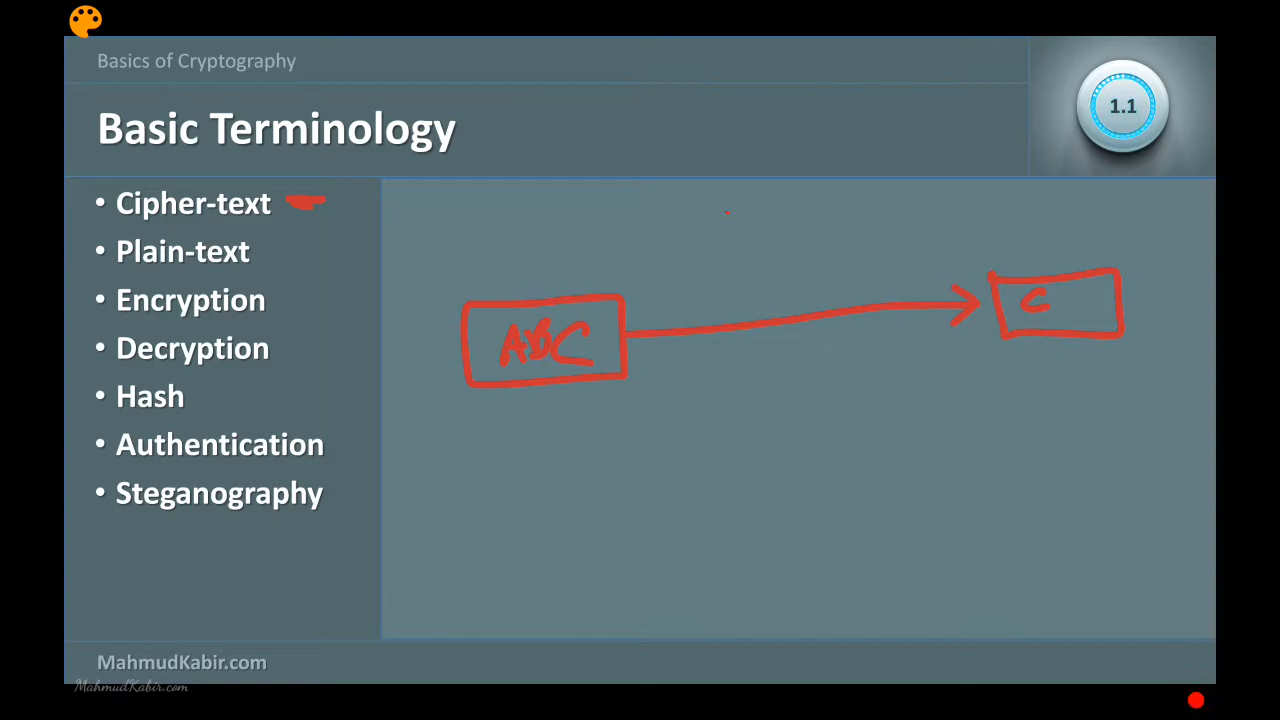 Basics of Cryptography
1.1
Basic Terminology
• Cipher-text
• Plain-text
• Encryption
• Decryption
• Hash
• Authentication
• Steganography
ABC
C
MahmudKabir.com
MahmudKabir.com